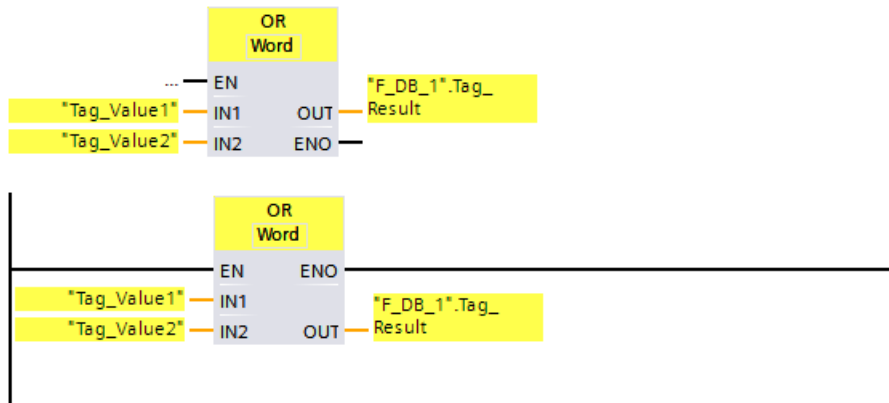 OR
Word
... EN
"Tag_Value1" IN1 OUT "F_DB_1".Tag_
Result
"Tag_Value2" IN2 ENO
OR
Word
EN ENO
"Tag_Value1" IN1
"Tag_Value2" IN2 OUT "F_DB_1".Tag_
Result